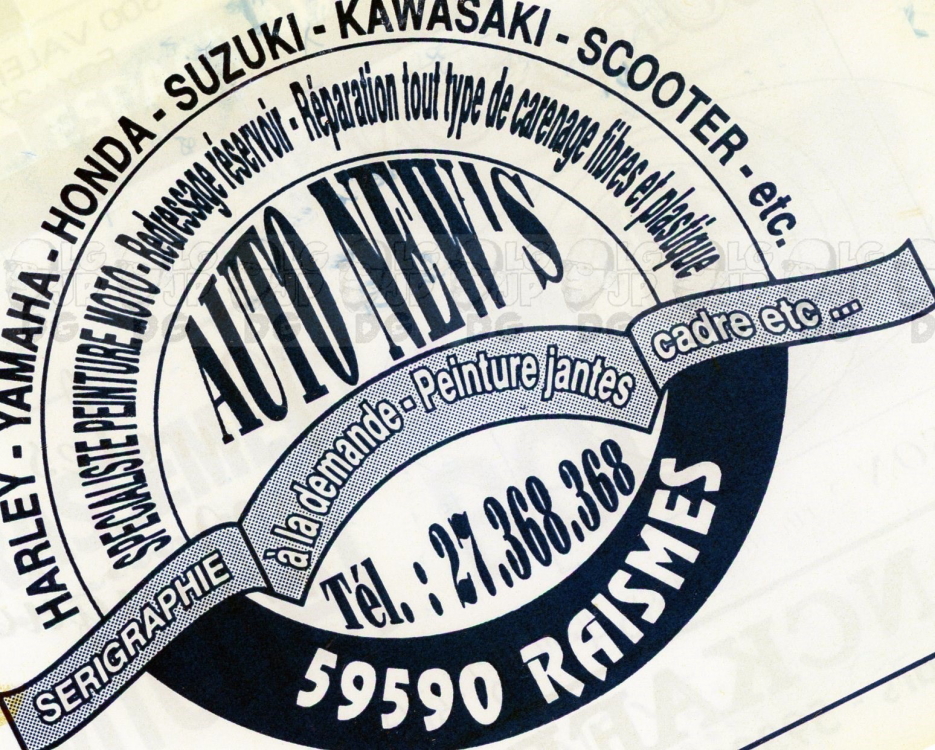 HARLEY - YAMAHA - HONDA - SUZUKI - KAWASAKI - SCOOTER - etc.
SPECIALISTE PEINTURE MOTO - Redressage réservoir - Réparation tout type de carenage fibres et plastique
AUTO NEW'S
SERIGRAPHIE à la demande - Peinture jantes cadre etc ...
Tél. : 27.368.368
59590 RAISMES